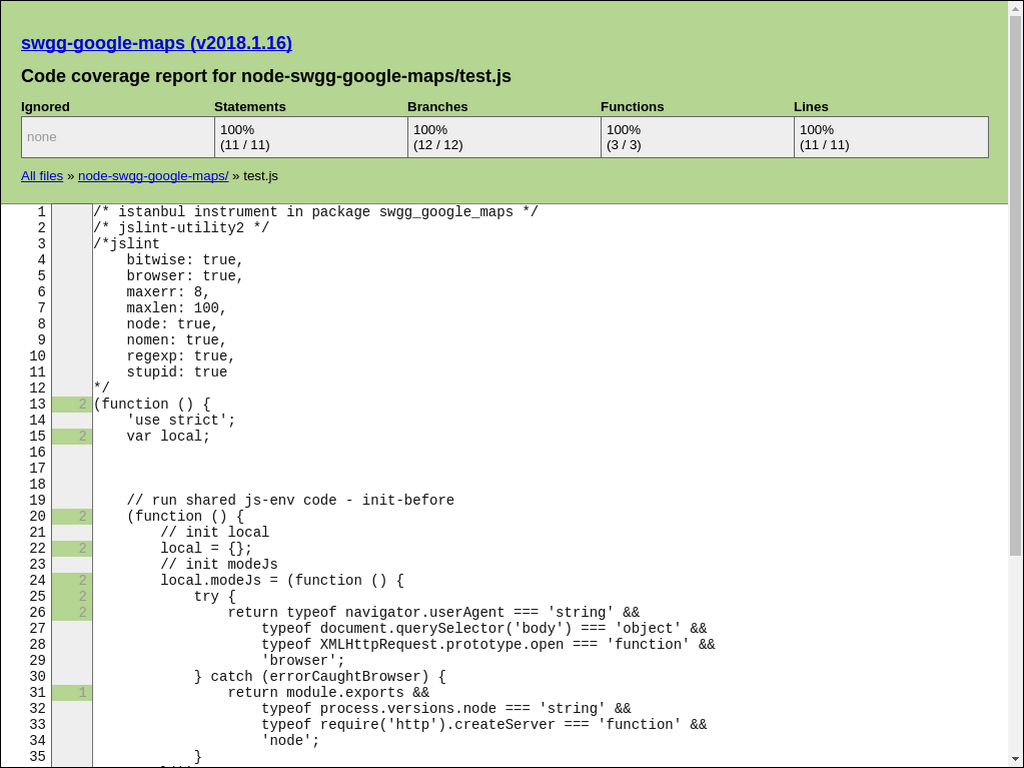 swgg-google-maps (v2018.1.16)
Code coverage report for node-swgg-google-maps/test.js
Ignored Statements Branches Functions Lines
none 100% 100% 100% 100%
(11 / 11) (12 / 12) (3 / 3) (11 / 11)
All files » node-swgg-google-maps/ » test.js
1 /* istanbul instrument in package swgg_google_maps */
2 /* jslint-utility2 */
3 /*jslint
4     bitwise: true,
5     browser: true,
6     maxerr: 8,
7     maxlen: 100,
8     node: true,
9     nomen: true,
10     regexp: true,
11     stupid: true
12 */
13 2 (function () {
14     'use strict';
15 2     var local;
16
17
18
19     // run shared js-env code - init-before
20 2     (function () {
21         // init local
22 2         local = {};
23         // init modeJs
24 2         local.modeJs = (function () {
25 2             try {
26 2                 return typeof navigator.userAgent === 'string' &&
27                     typeof document.querySelector('body') === 'object' &&
28                     typeof XMLHttpRequest.prototype.open === 'function' &&
29                     'browser';
30             } catch (errorCaughtBrowser) {
31 1                 return module.exports &&
32                     typeof process.versions.node === 'string' &&
33                     typeof require('http').createServer === 'function' &&
34                     'node';
35             }